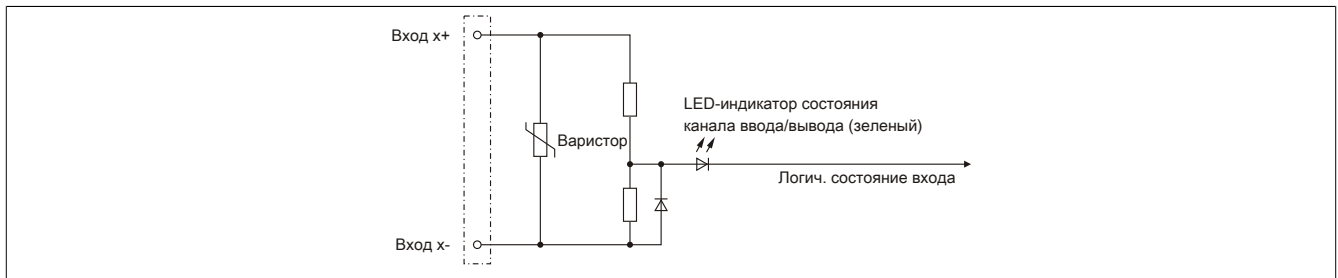 Вход x+
LED-индикатор состояния
канала ввода/вывода (зеленый)
Варистор
Логич. состояние входа
Вход x-